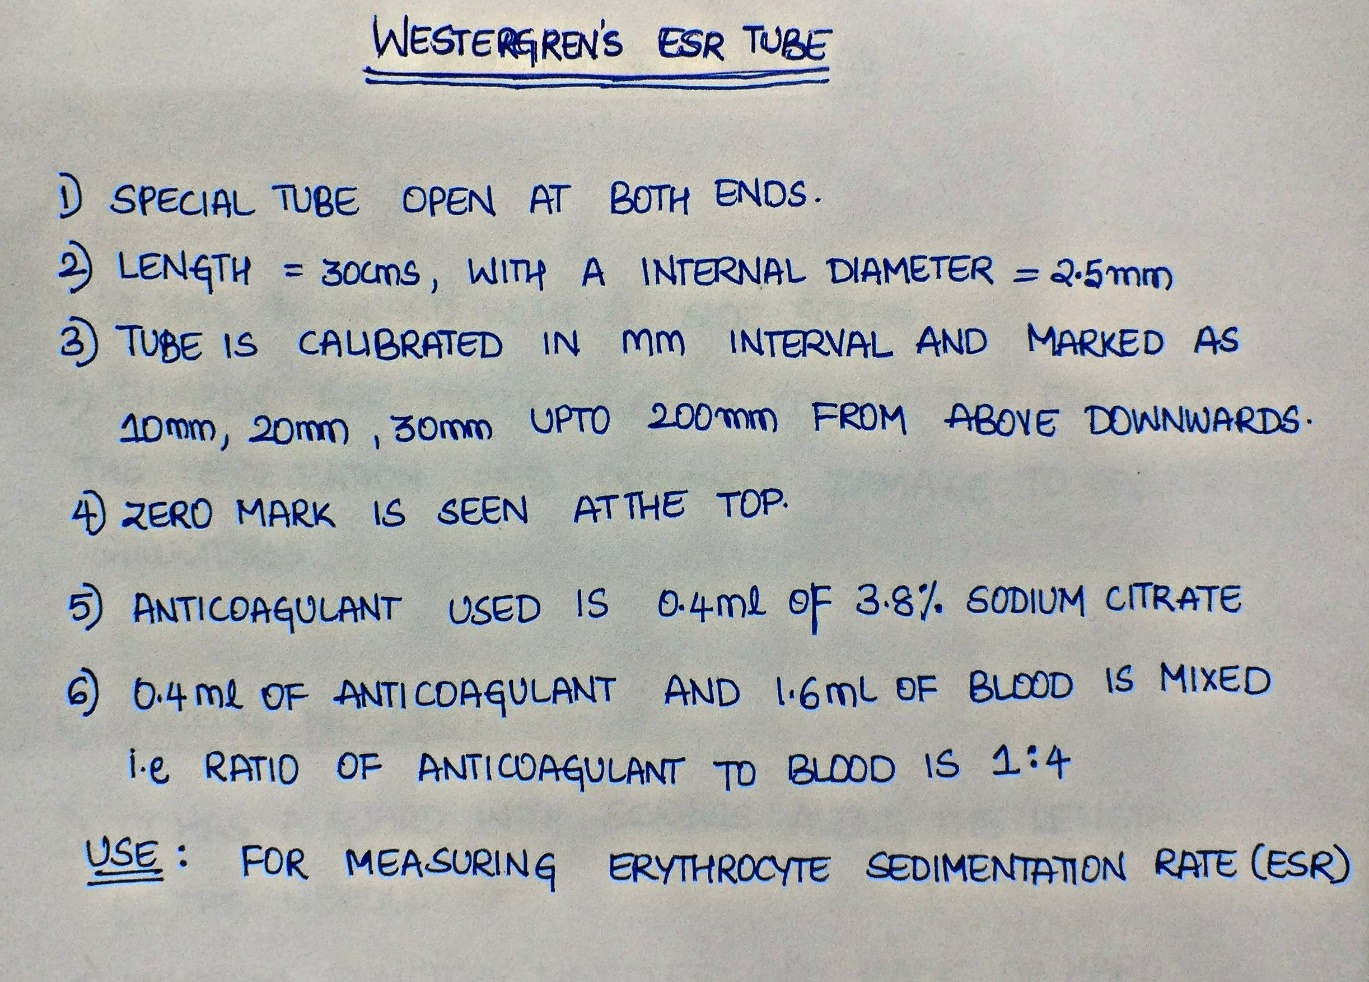 WESTERGREN'S ESR TUBE
1) SPECIAL TUBE OPEN AT BOTH ENDS.
2) LENGTH = 30cms, WITH A INTERNAL DIAMETER = 2.5mm
3) TUBE IS CALIBRATED IN mm INTERVAL AND MARKED AS
10mm, 20mm, 30mm UPTO 200mm FROM ABOVE DOWNWARDS.
4) ZERO MARK IS SEEN AT THE TOP.
5) ANTICOAGULANT USED IS 0.4ml OF 3.8% SODIUM CITRATE
6) 0.4ml OF ANTICOAGULANT AND 1.6mL OF BLOOD IS MIXED
i.e RATIO OF ANTICOAGULANT TO BLOOD IS 1:4
USE: FOR MEASURING ERYTHROCYTE SEDIMENTATION RATE (ESR)